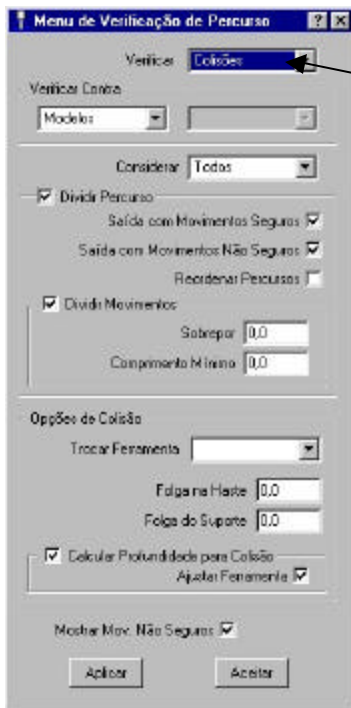 Menu de Verificação de Percurso
Verificar Colisões
Verificar Contra
Modelos
Considerar Todos
Dividir Percurso
Saída com Movimentos Seguros
Saída com Movimentos Não Seguros
Reordenar Percursos
Dividir Movimentos
Sobrepor 0,0
Comprimento Mínimo 0,0
Opções de Colisão
Trocar Ferramenta
Folga na Haste 0,0
Folga do Suporte 0,0
Calcular Profundidade para Colisão
Ajustar Ferramenta
Mostrar Mov. Não Seguros
Aplicar Aceitar